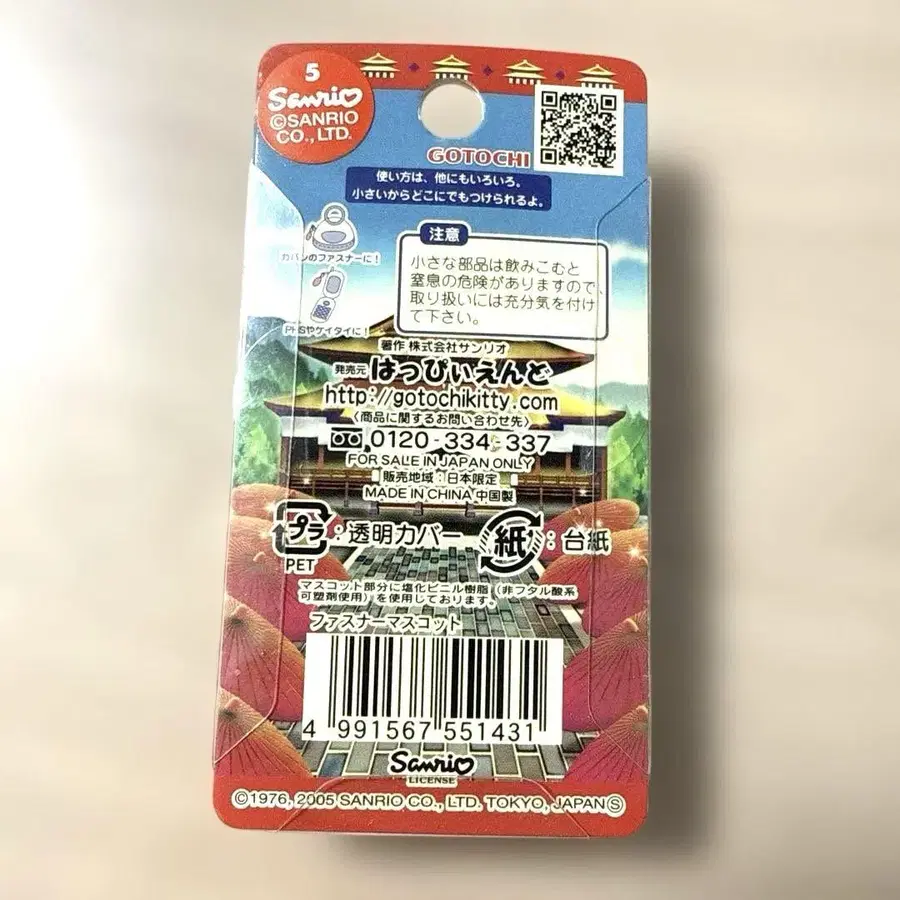 5
Sanrio
©SANRIO
CO., LTD.
GOTOCHI
使い方は、他にもいろいろ。
小さいからどこにでもつけられるよ。
カバンのファスナーに!
PHSやケイタイに!
注意
小さな部品は飲みこむと
窒息の危険がありますので、
取り扱いには充分気を付け
て下さい。
著作 株式会社サンリオ
発売元 はっぴぃえんど
http://gotochikitty.com
〈商品に関するお問い合わせ先〉
0120-334-337
FOR SALE IN JAPAN ONLY
販売地域:日本限定
MADE IN CHINA 中国製
プラ:透明カバー 紙:台紙
PET
マスコット部分に塩化ビニル樹脂(非フタル酸系
可塑剤使用)を使用しております。
ファスナーマスコット
4 991567 551431
Sanrio
LICENSE
©1976, 2005 SANRIO CO., LTD. TOKYO, JAPAN Ⓢ